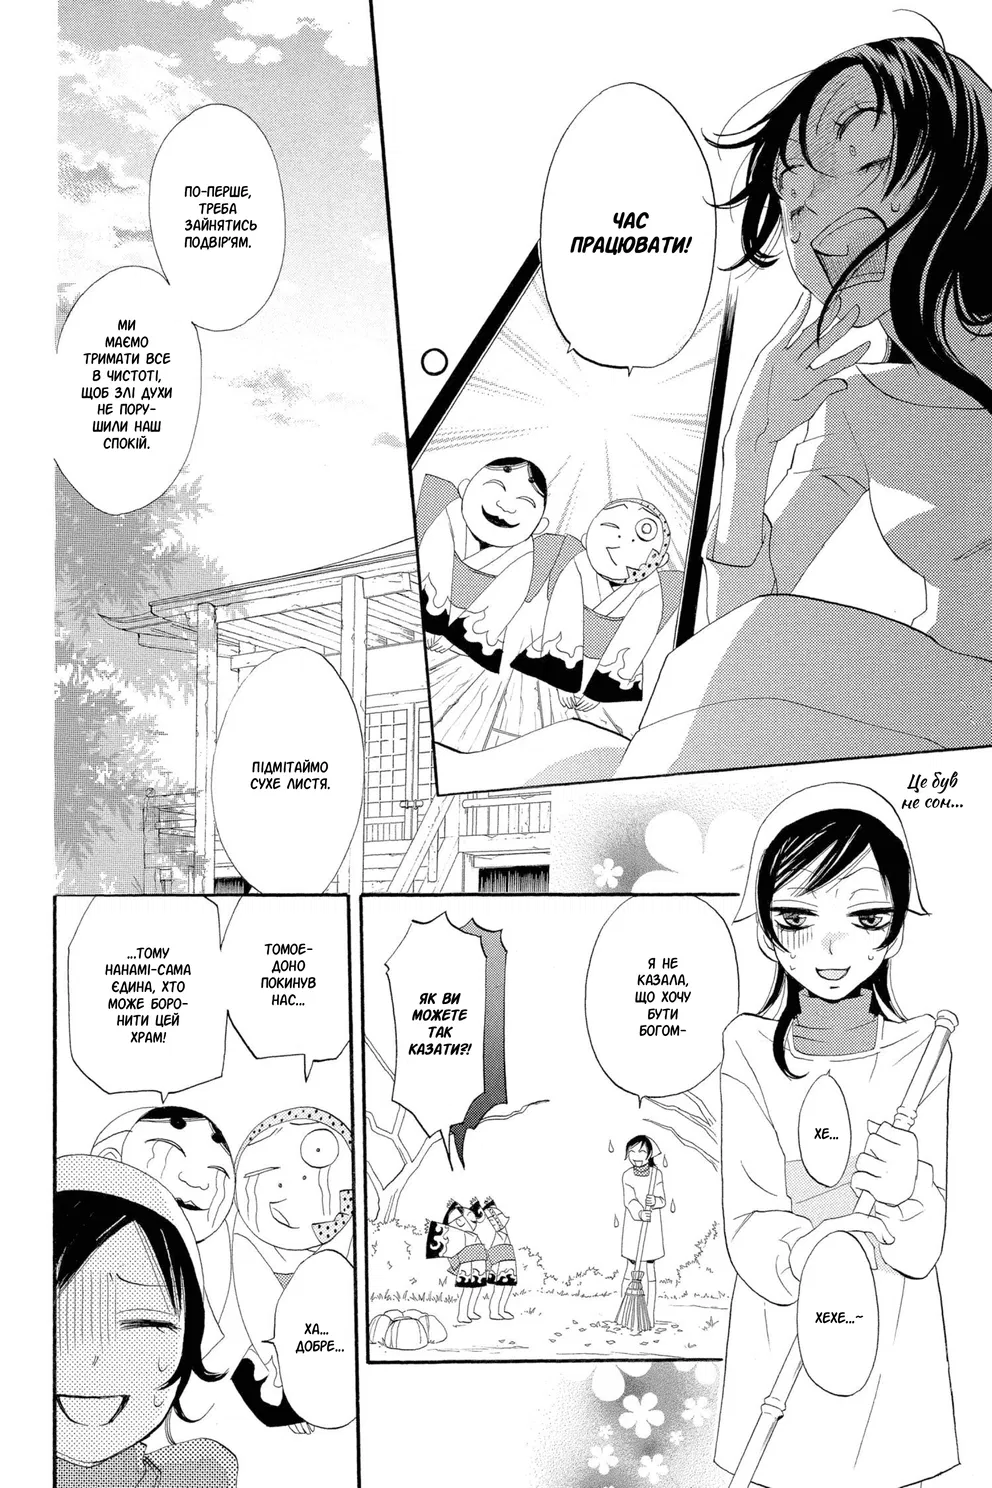 ЧАС
ПРАЦЮВАТИ!
ПО-ПЕРШЕ,
ТРЕБА
ЗАЙНЯТИСЬ
ПОДВІР'ЯМ.
МИ
МАЄМО
ТРИМАТИ ВСЕ
В ЧИСТОТІ,
ЩОБ ЗЛІ ДУХИ
НЕ ПОРУ-
ШИЛИ НАШ
СПОКІЙ.
ПІДМІТАЙМО
СУХЕ ЛИСТЯ.
Це був
не сон...
ХЕ...
ХЕХЕ...~
Я НЕ
КАЗАЛА,
ЩО ХОЧУ
БУТИ
БОГОМ-
ЯК ВИ
МОЖЕТЕ
ТАК
КАЗАТИ?!
ТОМОЕ-
ДОНО
ПОКИНУВ
НАС...
...ТОМУ
НАНАМІ-САМА
ЄДИНА, ХТО
МОЖЕ БОРО-
НИТИ ЦЕЙ
ХРАМ!
ХА...
ДОБРЕ...